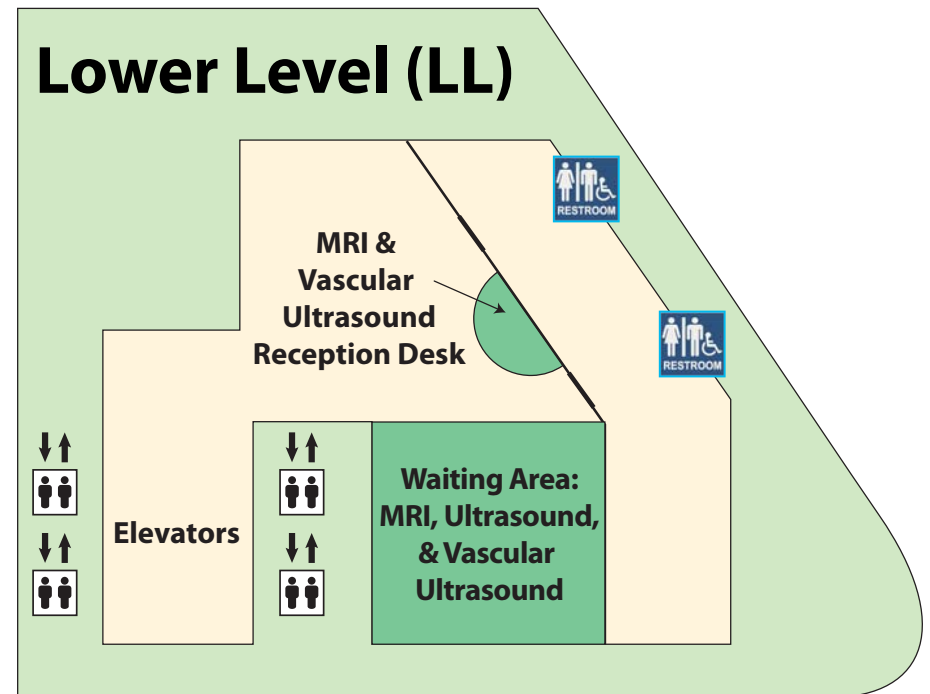 Lower Level (LL)
RESTROOM
MRI &
Vascular
Ultrasound
Reception Desk
RESTROOM
Waiting Area:
MRI, Ultrasound,
& Vascular
Ultrasound
Elevators